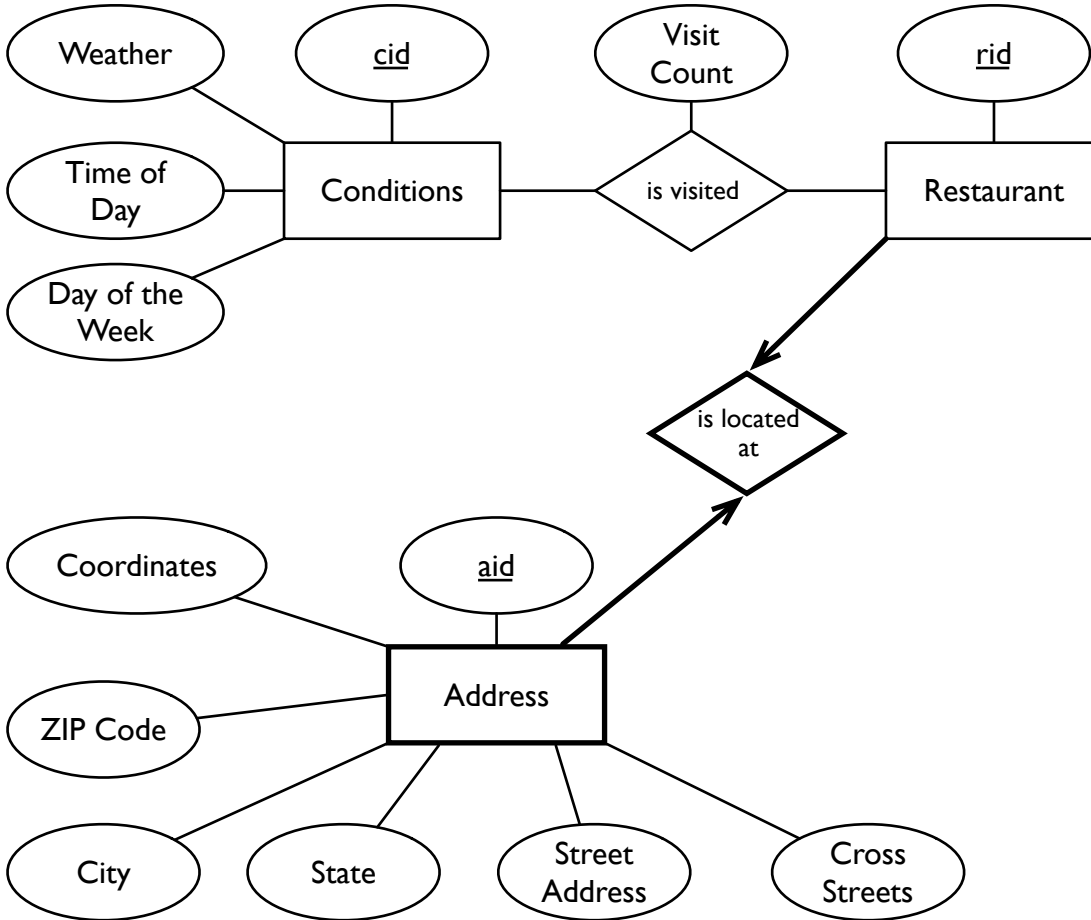 Weather
cid
Visit
Count
rid
Time of
Day
Conditions
is visited
Restaurant
Day of the
Week
is located
at
Coordinates
aid
Address
ZIP Code
City
State
Street
Address
Cross
Streets